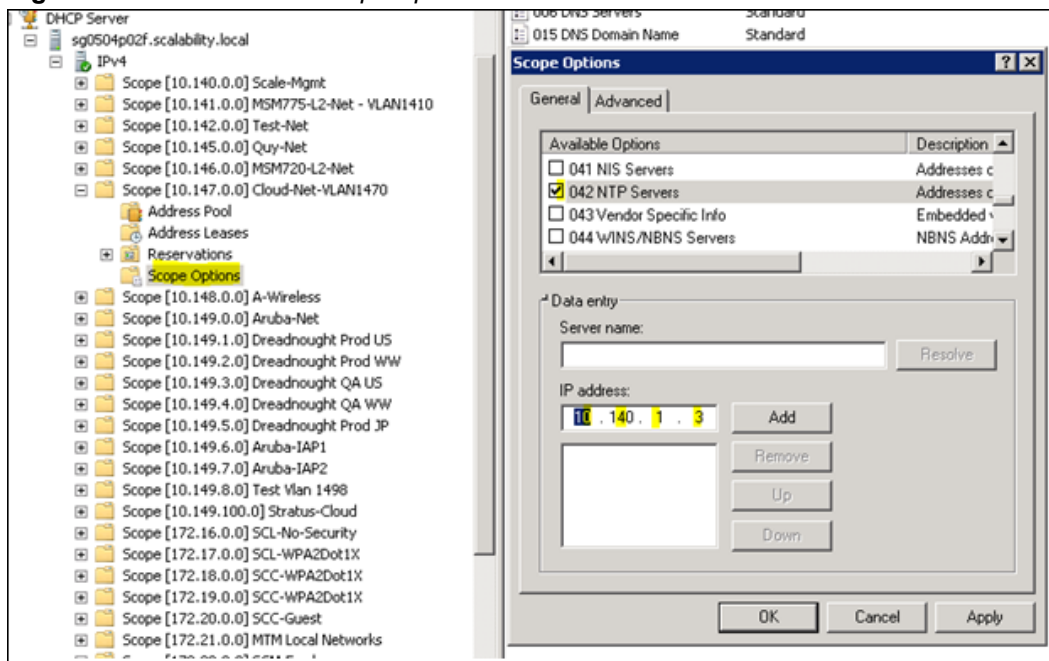 DHCP Server
sg0504p02f.scalability.local
IPv4
Scope [10.140.0.0] Scale-Mgmt
Scope [10.141.0.0] MSM775-L2-Net - VLAN1410
Scope [10.142.0.0] Test-Net
Scope [10.145.0.0] Quy-Net
Scope [10.146.0.0] MSM720-L2-Net
Scope [10.147.0.0] Cloud-Net-VLAN1470
Address Pool
Address Leases
Reservations
Scope Options
Scope [10.148.0.0] A-Wireless
Scope [10.149.0.0] Aruba-Net
Scope [10.149.1.0] Dreadnought Prod US
Scope [10.149.2.0] Dreadnought Prod WW
Scope [10.149.3.0] Dreadnought QA US
Scope [10.149.4.0] Dreadnought QA WW
Scope [10.149.5.0] Dreadnought Prod JP
Scope [10.149.6.0] Aruba-IAP1
Scope [10.149.7.0] Aruba-IAP2
Scope [10.149.8.0] Test Vlan 1498
Scope [10.149.100.0] Stratus-Cloud
Scope [172.16.0.0] SCL-No-Security
Scope [172.17.0.0] SCL-WPA2Dot1X
Scope [172.18.0.0] SCC-WPA2Dot1X
Scope [172.19.0.0] SCC-WPA2Dot1X
Scope [172.20.0.0] SCC-Guest
Scope [172.21.0.0] MTM Local Networks
006 DNS Servers Standard
015 DNS Domain Name Standard
Scope Options
General Advanced
Available Options Description
041 NIS Servers Addresses c
042 NTP Servers Addresses c
043 Vendor Specific Info Embedded
044 WINS/NBNS Servers NBNS Addr
Data entry
Server name:
Resolve
IP address:
10 . 140 . 1 . 3 Add
Remove
Up
Down
OK Cancel Apply